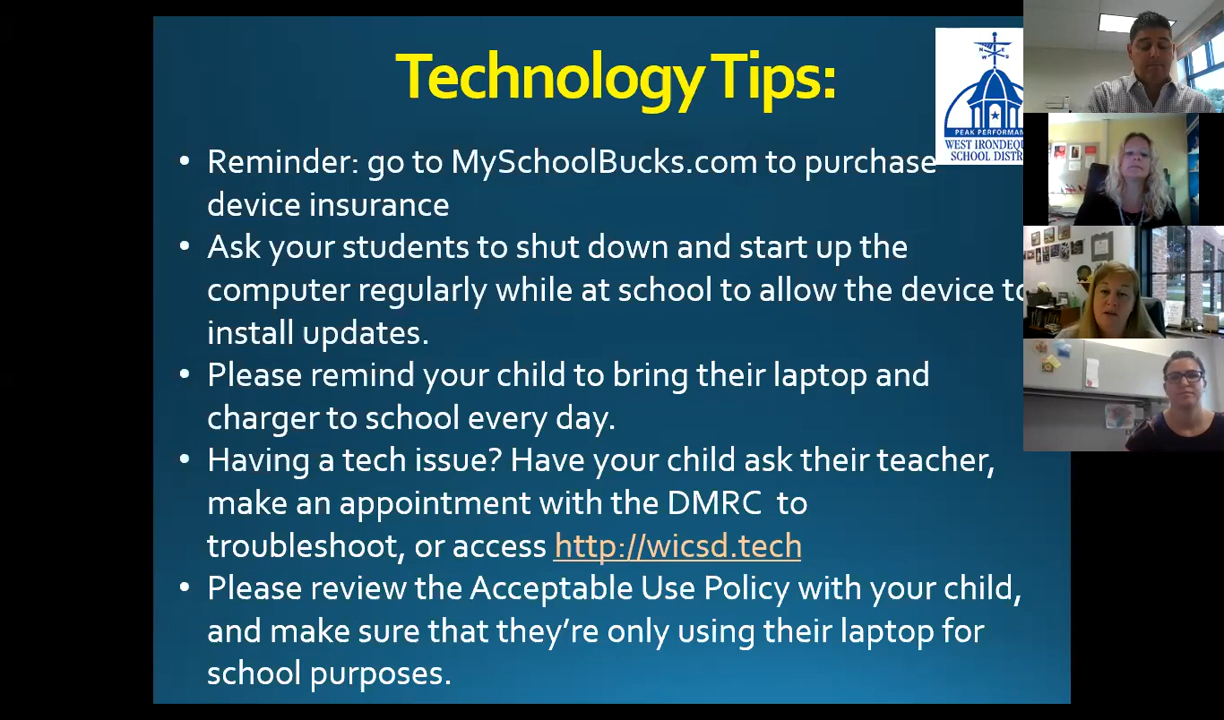 Technology Tips:
PEAK PERFORMAN
WEST IRONDEQU
SCHOOL DISTR
• Reminder: go to MySchoolBucks.com to purchase
device insurance
• Ask your students to shut down and start up the
computer regularly while at school to allow the device to
install updates.
• Please remind your child to bring their laptop and
charger to school every day.
• Having a tech issue? Have your child ask their teacher,
make an appointment with the DMRC to
troubleshoot, or access http://wicsd.tech
• Please review the Acceptable Use Policy with your child,
and make sure that they're only using their laptop for
school purposes.